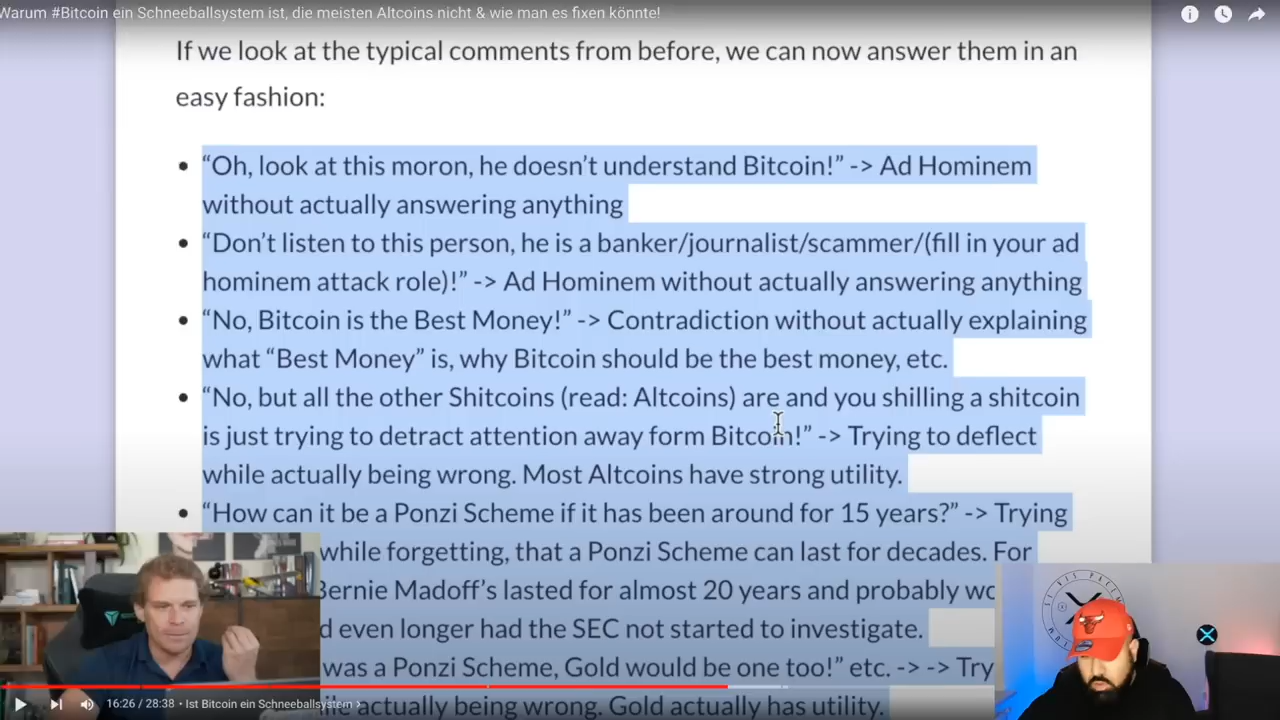 Warum #Bitcoin ein Schneeballsystem ist, die meisten Altcoins nicht & wie man es fixen könnte!
If we look at the typical comments from before, we can now answer them in an
easy fashion:
• “Oh, look at this moron, he doesn’t understand Bitcoin!” -> Ad Hominem
without actually answering anything
• “Don’t listen to this person, he is a banker/journalist/scammer/(fill in your ad
hominem attack role)!” -> Ad Hominem without actually answering anything
• “No, Bitcoin is the Best Money!” -> Contradiction without actually explaining
what “Best Money” is, why Bitcoin should be the best money, etc.
• “No, but all the other Shitcoins (read: Altcoins) are and you shilling a shitcoin
is just trying to detract attention away form Bitcoin!” -> Trying to deflect
while actually being wrong. Most Altcoins have strong utility.
• “How can it be a Ponzi Scheme if it has been around for 15 years?” -> Trying
while forgetting, that a Ponzi Scheme can last for decades. For
Bernie Madoff’s lasted for almost 20 years and probably wo
d even longer had the SEC not started to investigate.
was a Ponzi Scheme, Gold would be one too!” etc. -> -> Try
actually being wrong. Gold actually has utility.
16:26 / 28:38 • Ist Bitcoin ein Schneeballsystem >